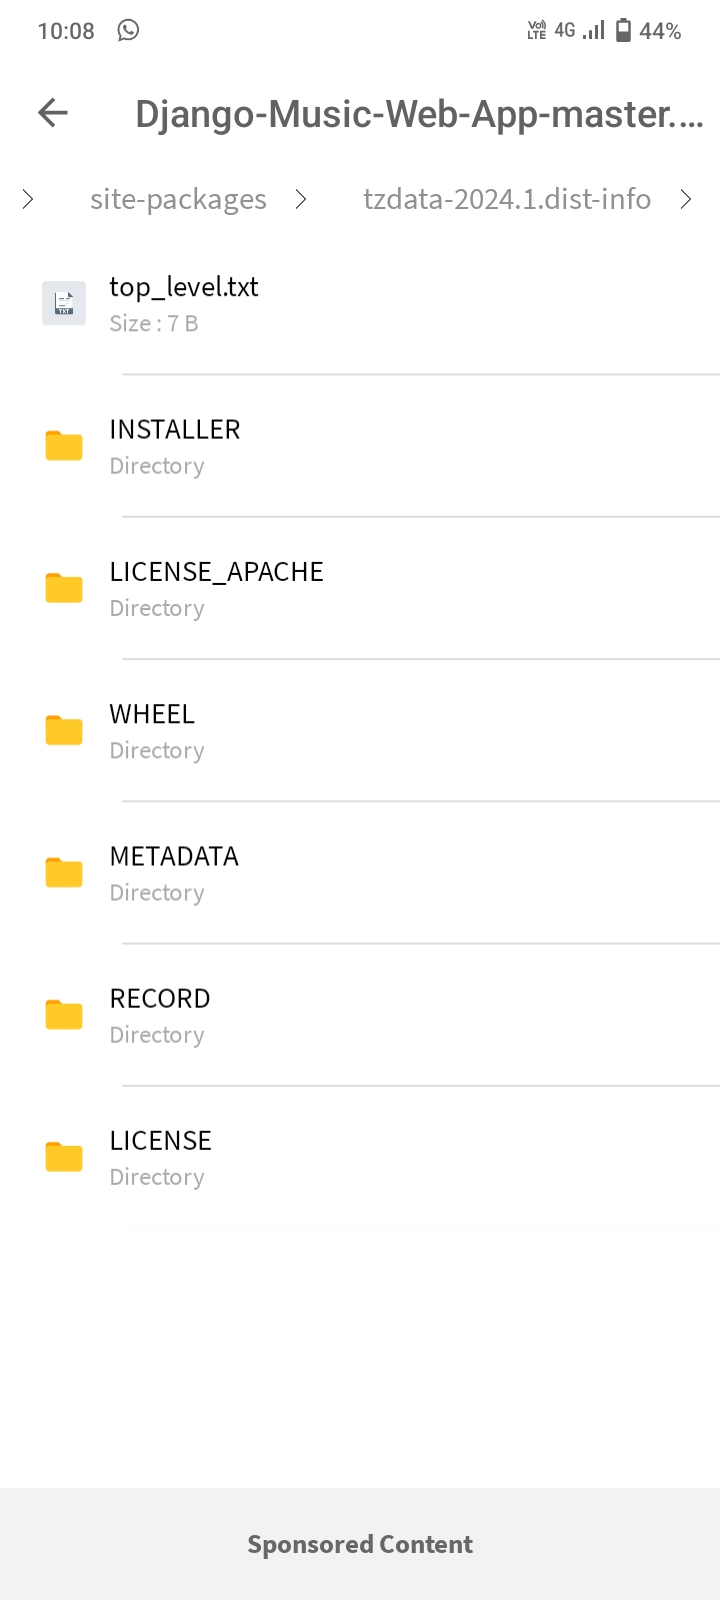 10:08 Vo)) LTE 4G 44%
Django-Music-Web-App-master....
site-packages tzdata-2024.1.dist-info
top_level.txt
TXT
Size : 7 B
INSTALLER
Directory
LICENSE_APACHE
Directory
WHEEL
Directory
METADATA
Directory
RECORD
Directory
LICENSE
Directory
Sponsored Content